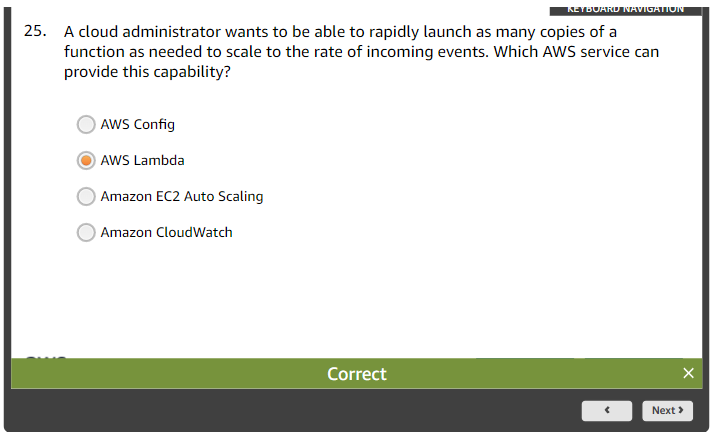 KEYBOARD NAVIGATION
25. A cloud administrator wants to be able to rapidly launch as many copies of a
function as needed to scale to the rate of incoming events. Which AWS service can
provide this capability?
AWS Config
AWS Lambda
Amazon EC2 Auto Scaling
Amazon CloudWatch
Correct
Next